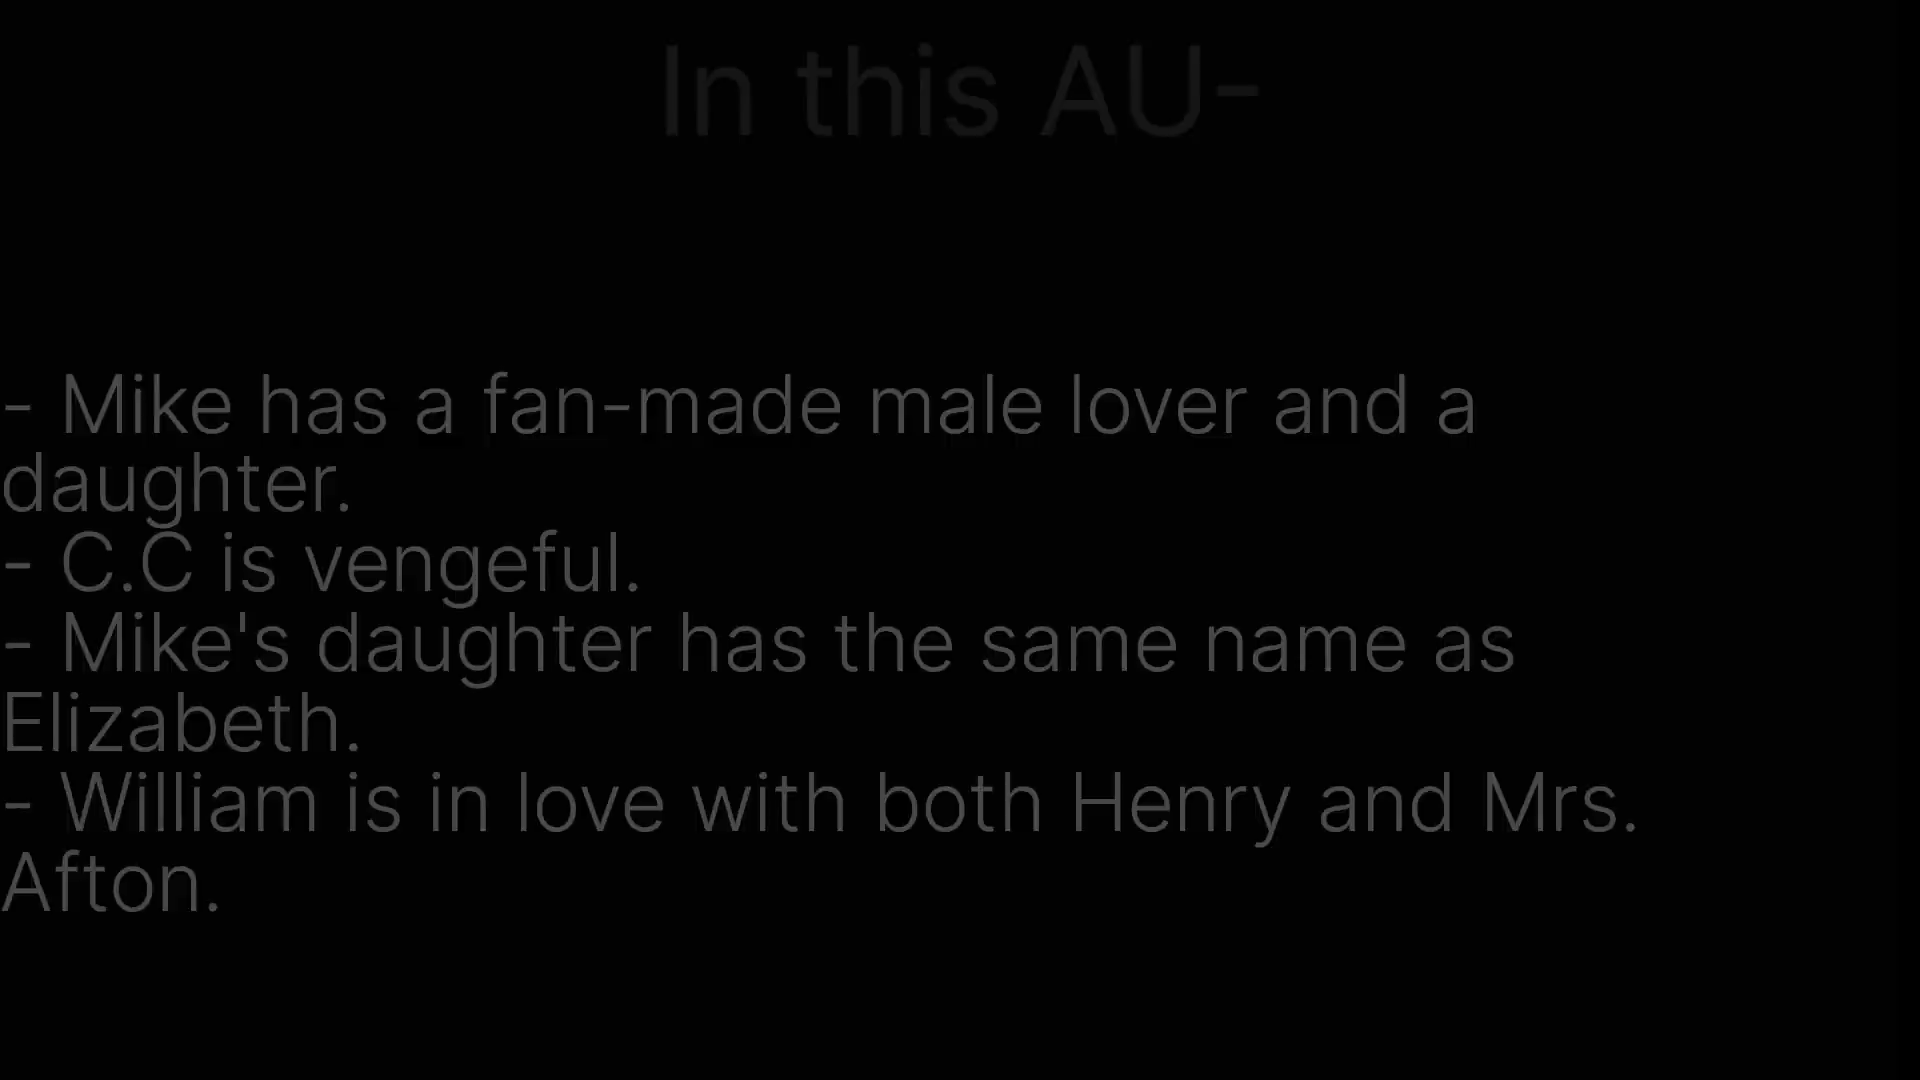 In this AU-
- Mike has a fan-made male lover and a
daughter.
- C.C is vengeful.
- Mike's daughter has the same name as
Elizabeth.
- William is in love with both Henry and Mrs.
Afton.